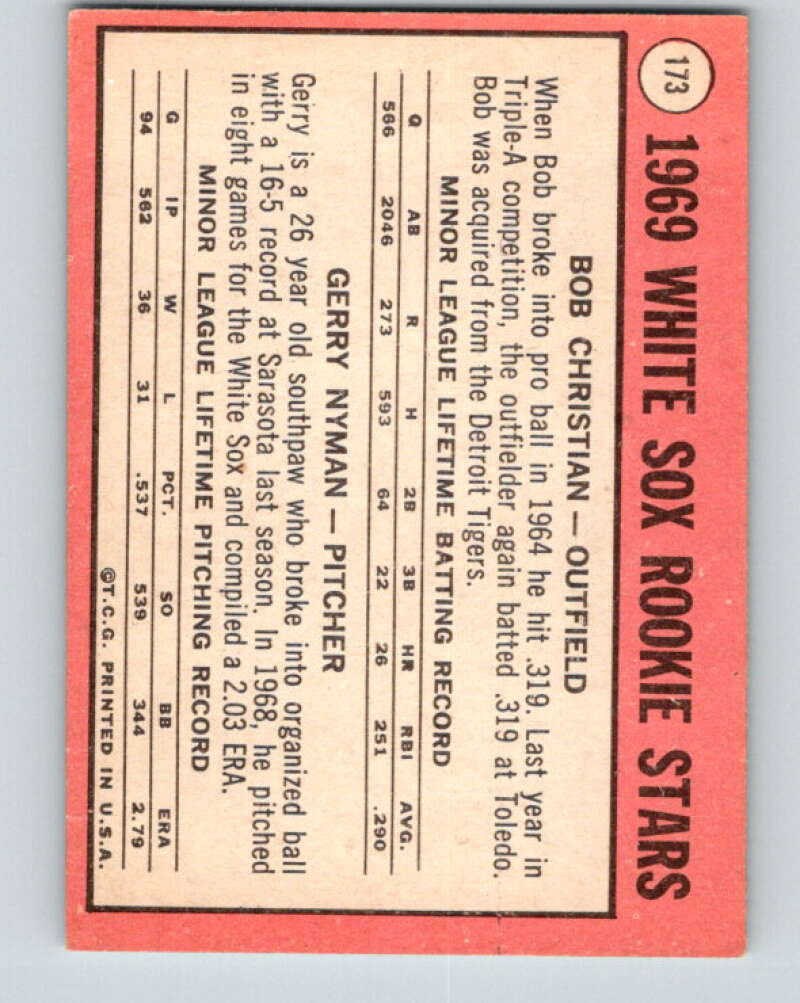 173
1969 WHITE SOX ROOKIE STARS
BOB CHRISTIAN — OUTFIELD
When Bob broke into pro ball in 1964 he hit .319. Last year in
Triple-A competition, the outfielder again batted .319 at Toledo.
Bob was acquired from the Detroit Tigers.
MINOR LEAGUE LIFETIME BATTING RECORD
G AB R H 2B 3B HR RBI AVG.
566 2046 273 593 64 22 26 251 .290
GERRY NYMAN — PITCHER
Gerry is a 26 year old southpaw who broke into organized ball
with a 16-5 record at Sarasota last season. In 1968, he pitched
in eight games for the White Sox and compiled a 2.03 ERA.
MINOR LEAGUE LIFETIME PITCHING RECORD
G IP W L PCT. SO BB ERA
94 562 36 31 .537 539 344 2.79
©T.C.G. PRINTED IN U.S.A.